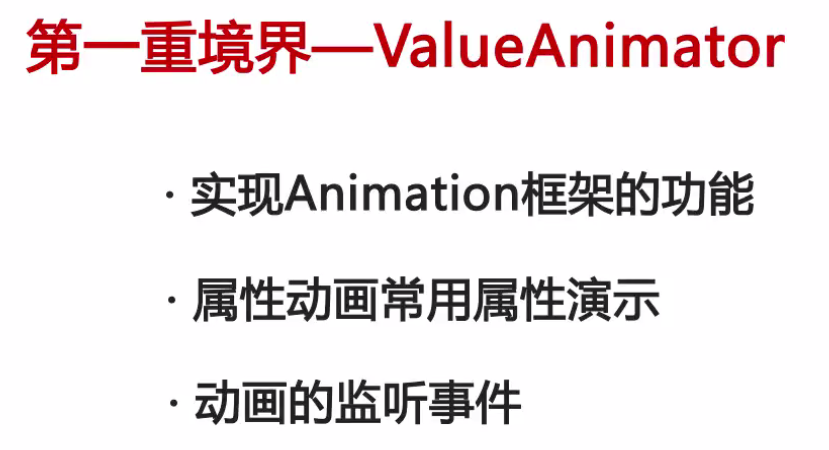 第一重境界—ValueAnimator
· 实现Animation框架的功能
· 属性动画常用属性演示
· 动画的监听事件